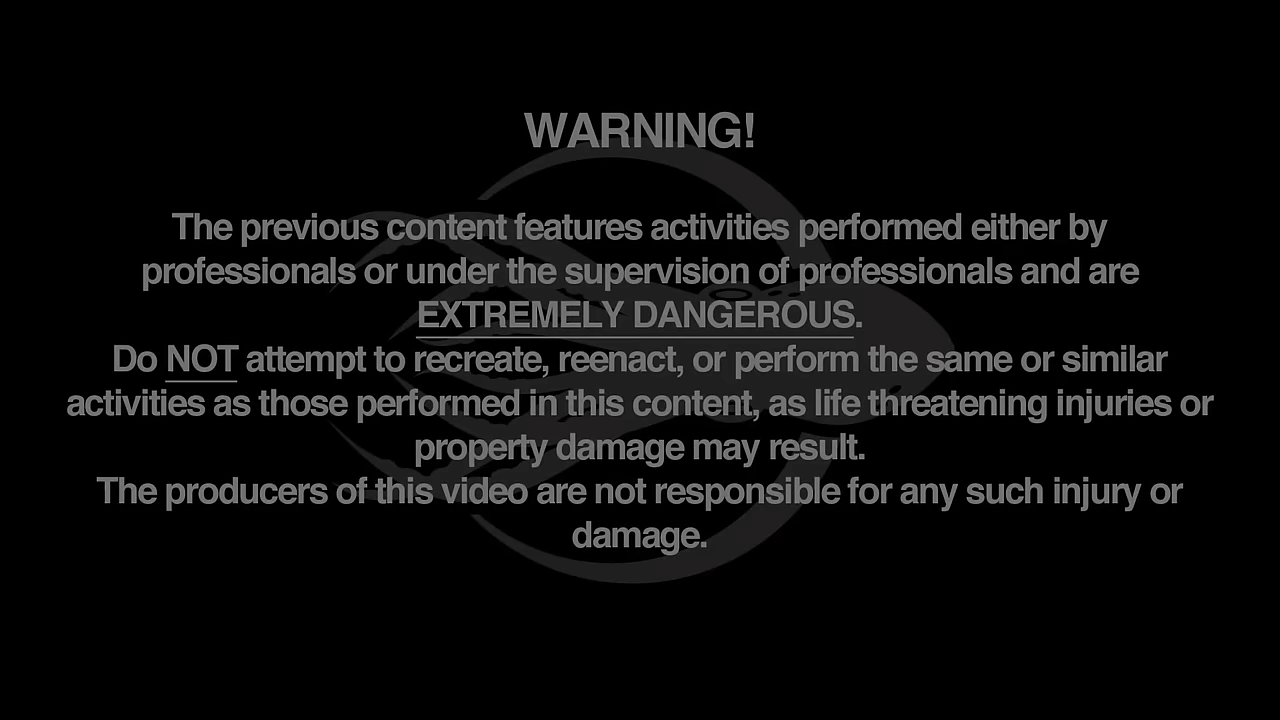 WARNING!
The previous content features activities performed either by
professionals or under the supervision of professionals and are
EXTREMELY DANGEROUS.
Do NOT attempt to recreate, reenact, or perform the same or similar
activities as those performed in this content, as life threatening injuries or
property damage may result.
The producers of this video are not responsible for any such injury or
damage.